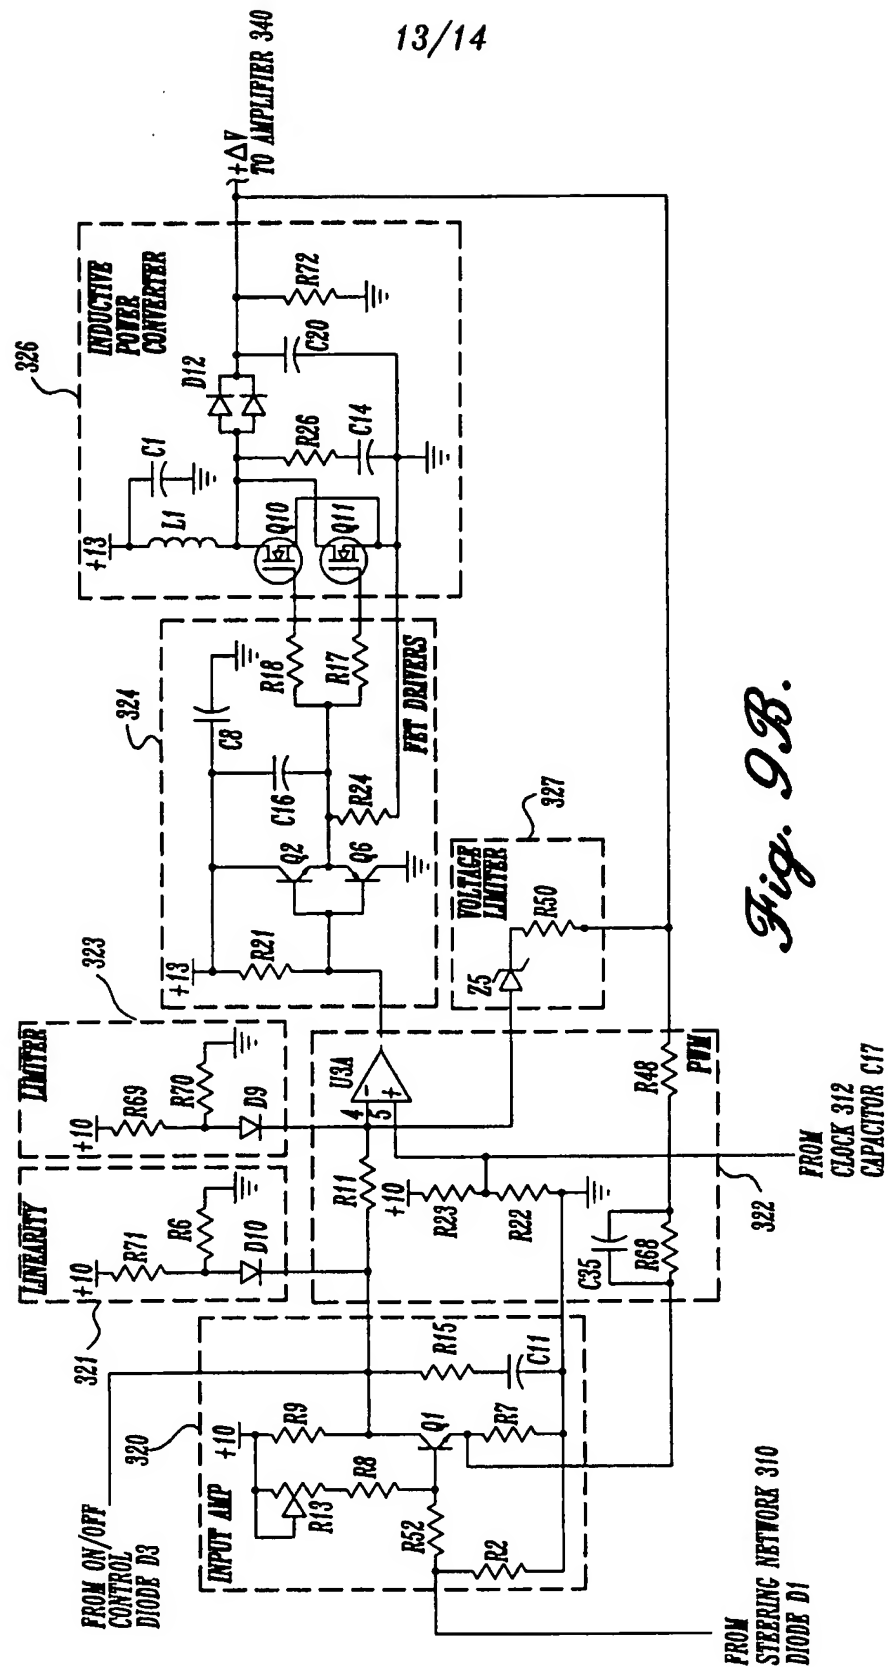 13/14
FROM ON/OFF
CONTROL
DIODE D3
320
INPUT AMP
+10
R9
R13
R8
R52
R2
Q1
R7
R15
C11
FROM
STEERING NETWORK 310
DIODE D1
321
LINEARITY
+10
R71
R6
D10
323
LIMITER
+10
R69
R70
D9
R11
4
5
U3A
+10
R23
R22
C35
R68
R48
PWM
322
FROM
CLOCK 312
CAPACITOR C17
324
+13
R21
C8
C16
Q2
Q6
R24
R18
R17
FET DRIVERS
327
VOLTAGE
LIMITER
Z5
R50
326
INDUCTIVE
POWER
CONVERTER
+13
C1
L1
Q10
Q11
D12
R26
C14
C20
R72
+ΔV
TO AMPLIFIER 340
Fig. 9B.